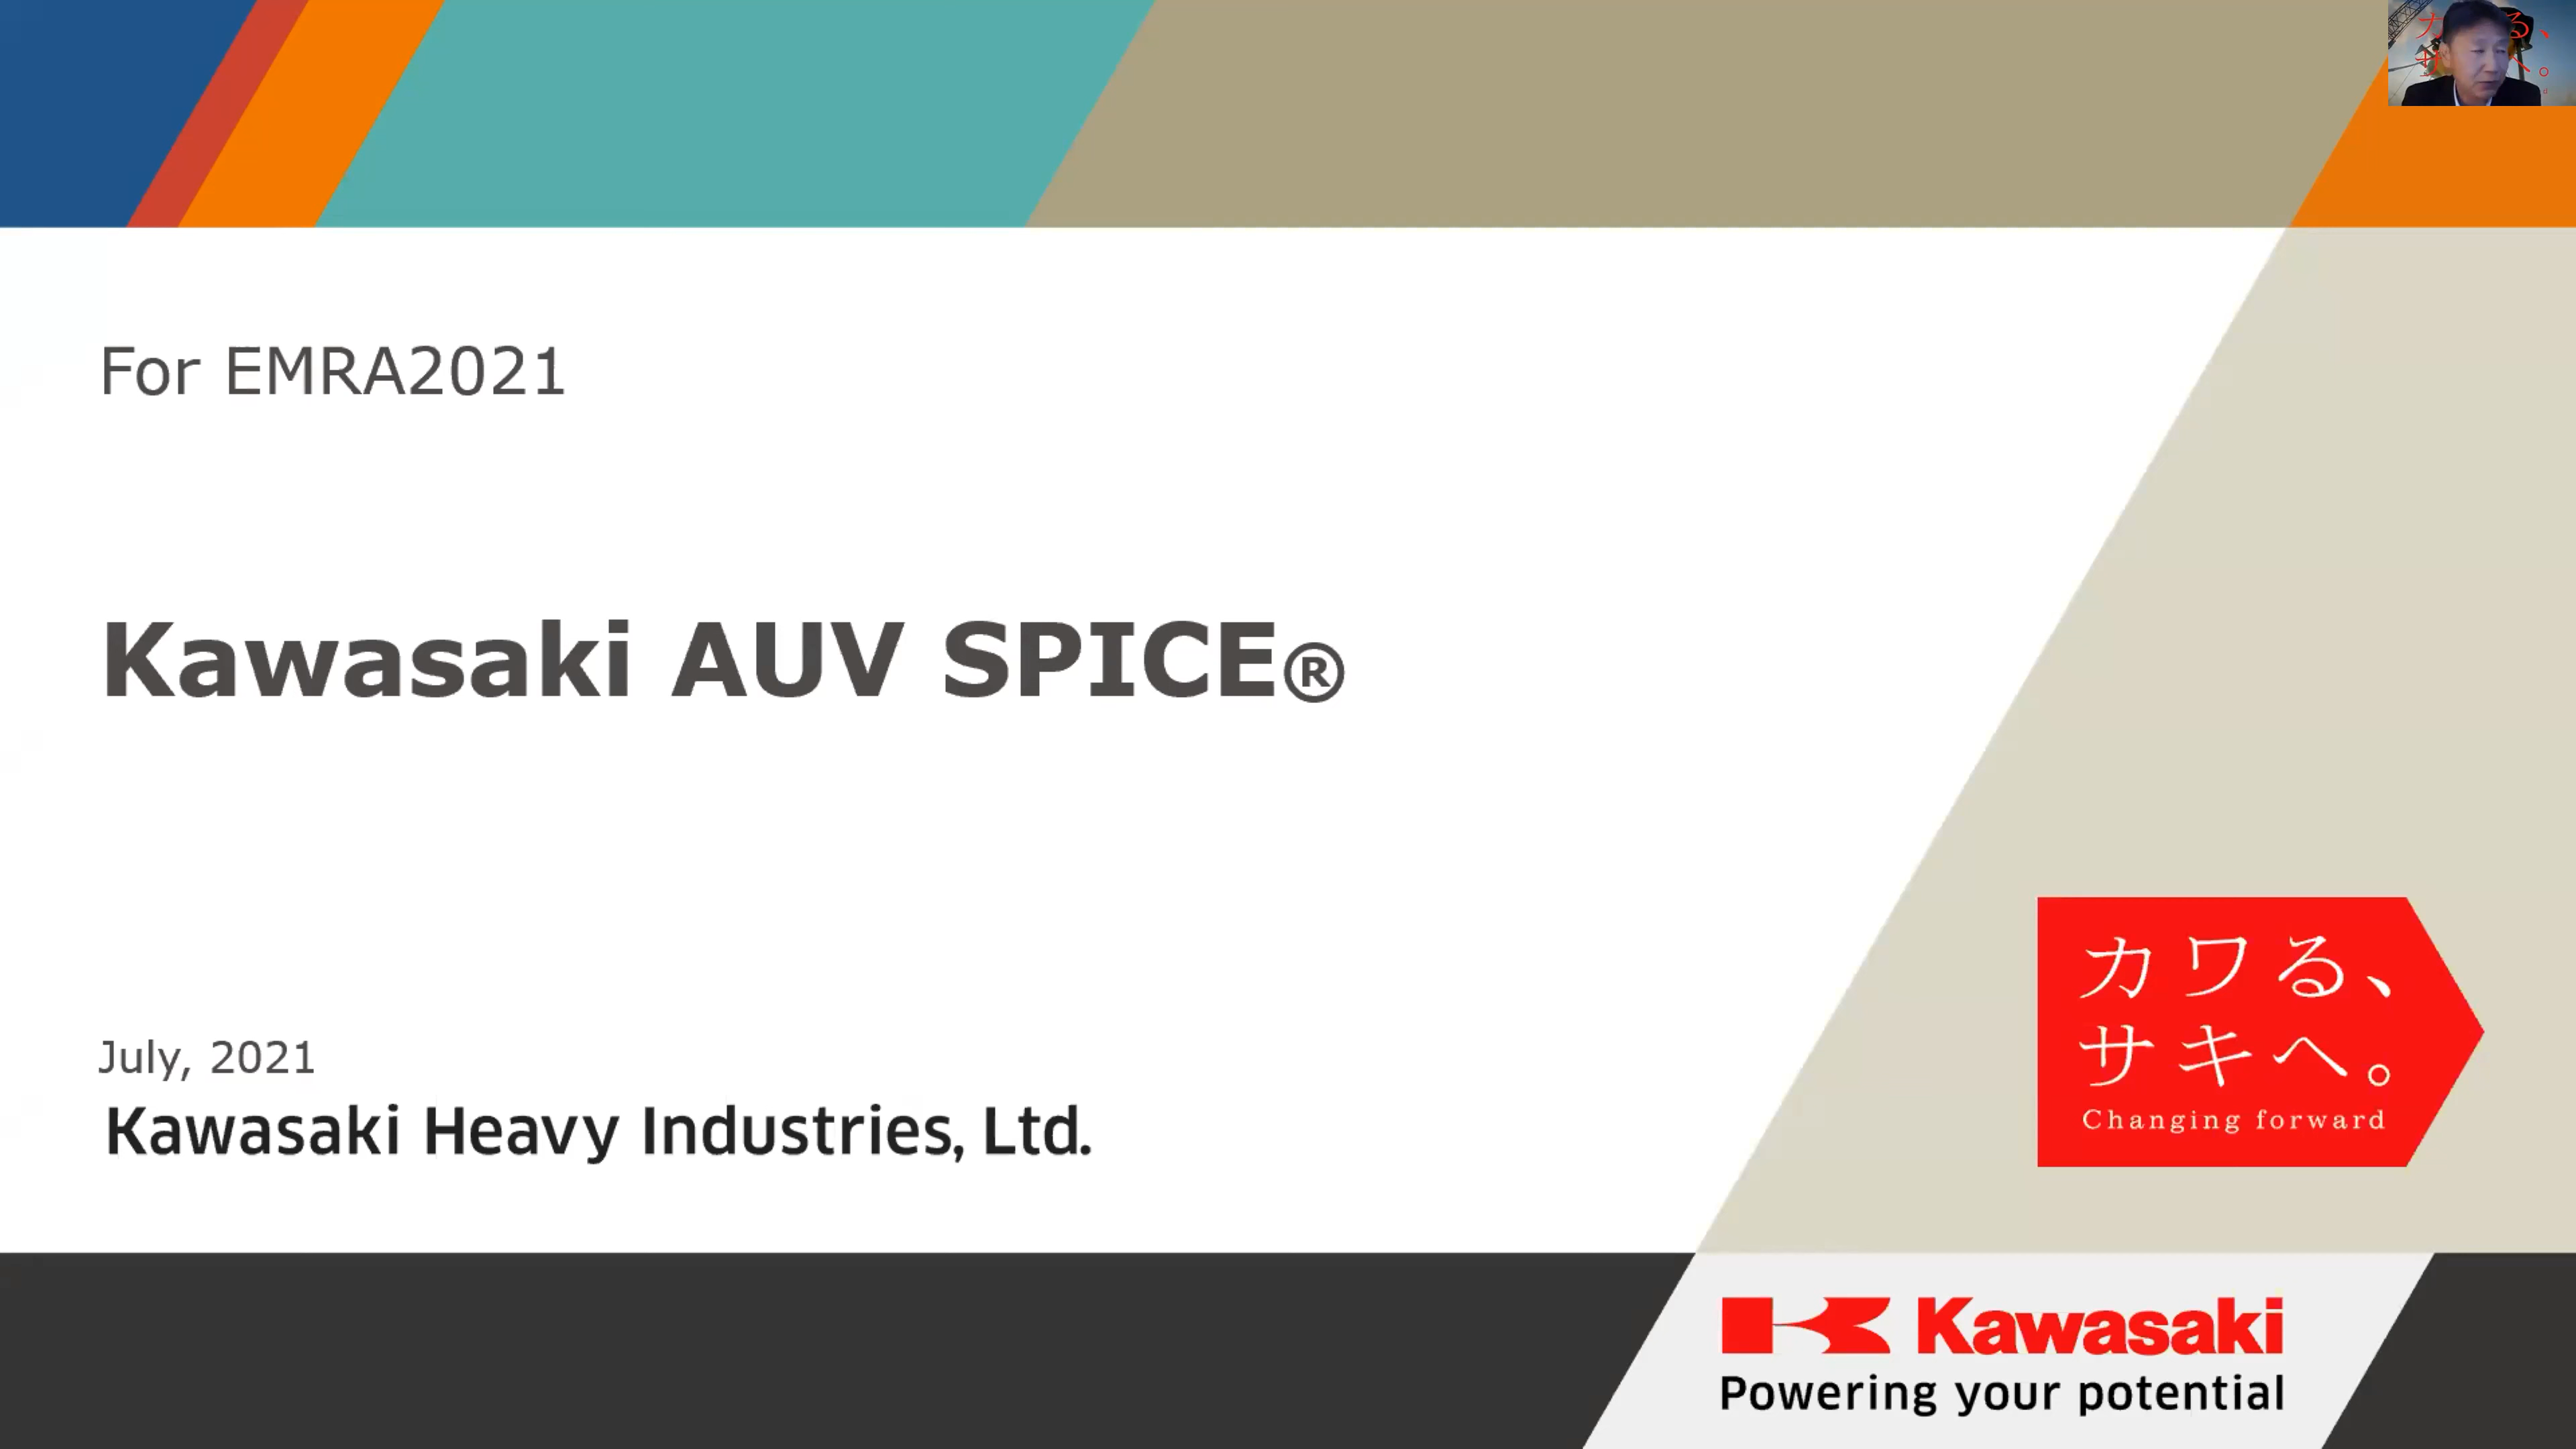 For EMRA2021
Kawasaki AUV SPICE®
July, 2021
Kawasaki Heavy Industries, Ltd.
カワる、
サキへ。
Changing forward
Kawasaki
Powering your potential